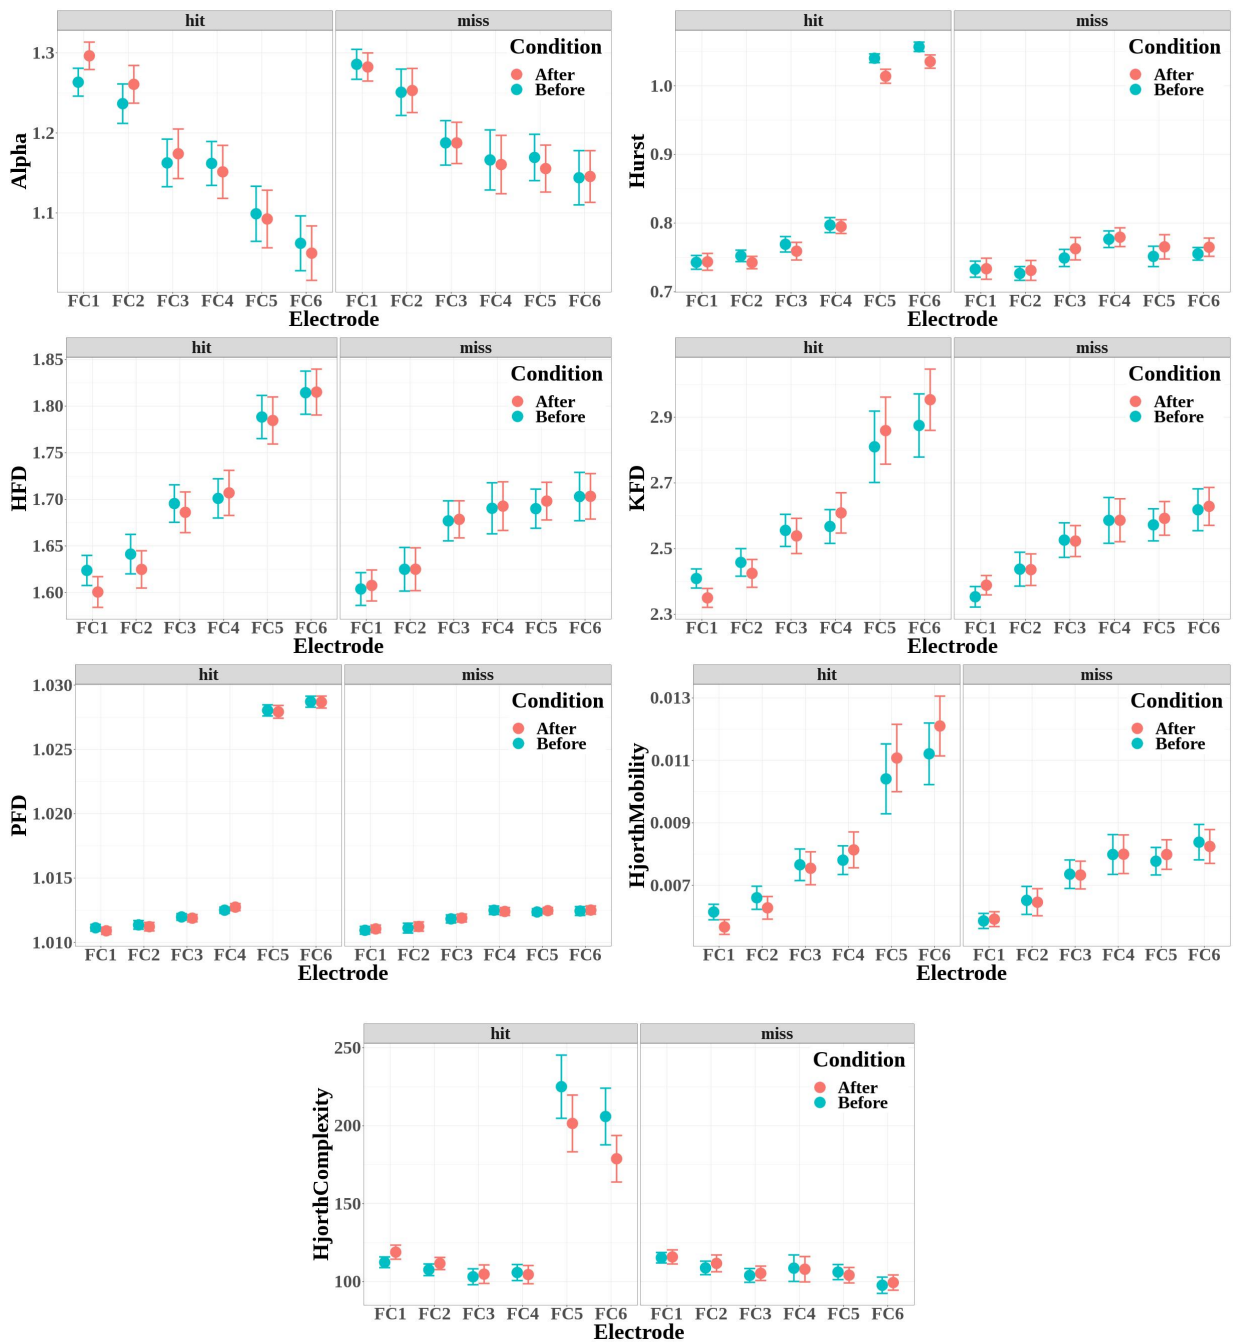 hit
miss
Condition
After
Before
1.3
1.2
1.1
Alpha
FC1 FC2 FC3 FC4 FC5 FC6
FC1 FC2 FC3 FC4 FC5 FC6
Electrode
hit
miss
Condition
After
Before
1.0
0.9
0.8
0.7
Hurst
FC1 FC2 FC3 FC4 FC5 FC6
FC1 FC2 FC3 FC4 FC5 FC6
Electrode
hit
miss
Condition
After
Before
1.85
1.80
1.75
1.70
1.65
1.60
HFD
FC1 FC2 FC3 FC4 FC5 FC6
FC1 FC2 FC3 FC4 FC5 FC6
Electrode
hit
miss
Condition
After
Before
2.9
2.7
2.5
2.3
KFD
FC1 FC2 FC3 FC4 FC5 FC6
FC1 FC2 FC3 FC4 FC5 FC6
Electrode
hit
miss
Condition
After
Before
1.030
1.025
1.020
1.015
1.010
PFD
FC1 FC2 FC3 FC4 FC5 FC6
FC1 FC2 FC3 FC4 FC5 FC6
Electrode
hit
miss
Condition
After
Before
0.013
0.011
0.009
0.007
HjorthMobility
FC1 FC2 FC3 FC4 FC5 FC6
FC1 FC2 FC3 FC4 FC5 FC6
Electrode
hit
miss
Condition
After
Before
250
200
150
100
HjorthComplexity
FC1 FC2 FC3 FC4 FC5 FC6
FC1 FC2 FC3 FC4 FC5 FC6
Electrode